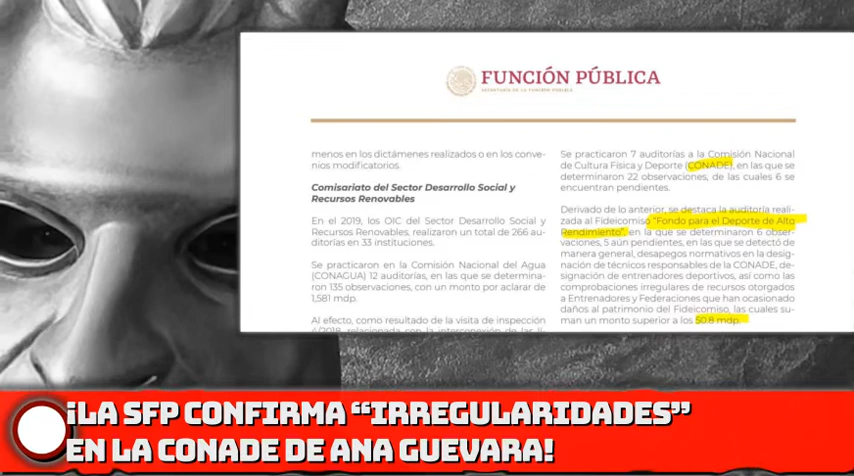 FUNCIÓN PÚBLICA
SECRETARÍA DE LA FUNCIÓN PÚBLICA
menos en los dictámenes realizados o en los conve-
nios modificatorios.
Comisariato del Sector Desarrollo Social y
Recursos Renovables
En el 2019, los OIC del Sector Desarrollo Social y
Recursos Renovables, realizaron un total de 266 au-
ditorías en 33 instituciones.
Se practicaron en la Comisión Nacional del Agua
(CONAGUA) 12 auditorías, en las que se determina-
ron 135 observaciones, con un monto por aclarar de
1,581 mdp.
Al efecto, como resultado de la visita de inspección
4/2018, relacionada con la interconexión de las lí-
Se practicaron 7 auditorías a la Comisión Nacional
de Cultura Física y Deporte (CONADE), en las que se
determinaron 22 observaciones, de las cuales 6 se
encuentran pendientes.
Derivado de lo anterior, se destaca la auditoría reali-
zada al Fideicomiso "Fondo para el Deporte de Alto
Rendimiento", en la que se determinaron 6 obser-
vaciones, 5 aún pendientes, en las que se detectó de
manera general, desapegos normativos en la desig-
nación de técnicos responsables de la CONADE, de-
signación de entrenadores deportivos, así como las
comprobaciones irregulares de recursos otorgados
a Entrenadores y Federaciones que han ocasionado
daños al patrimonio del Fideicomiso, las cuales su-
man un monto superior a los 50.8 mdp.
¡LA SFP CONFIRMA “IRREGULARIDADES”
EN LA CONADE DE ANA GUEVARA!